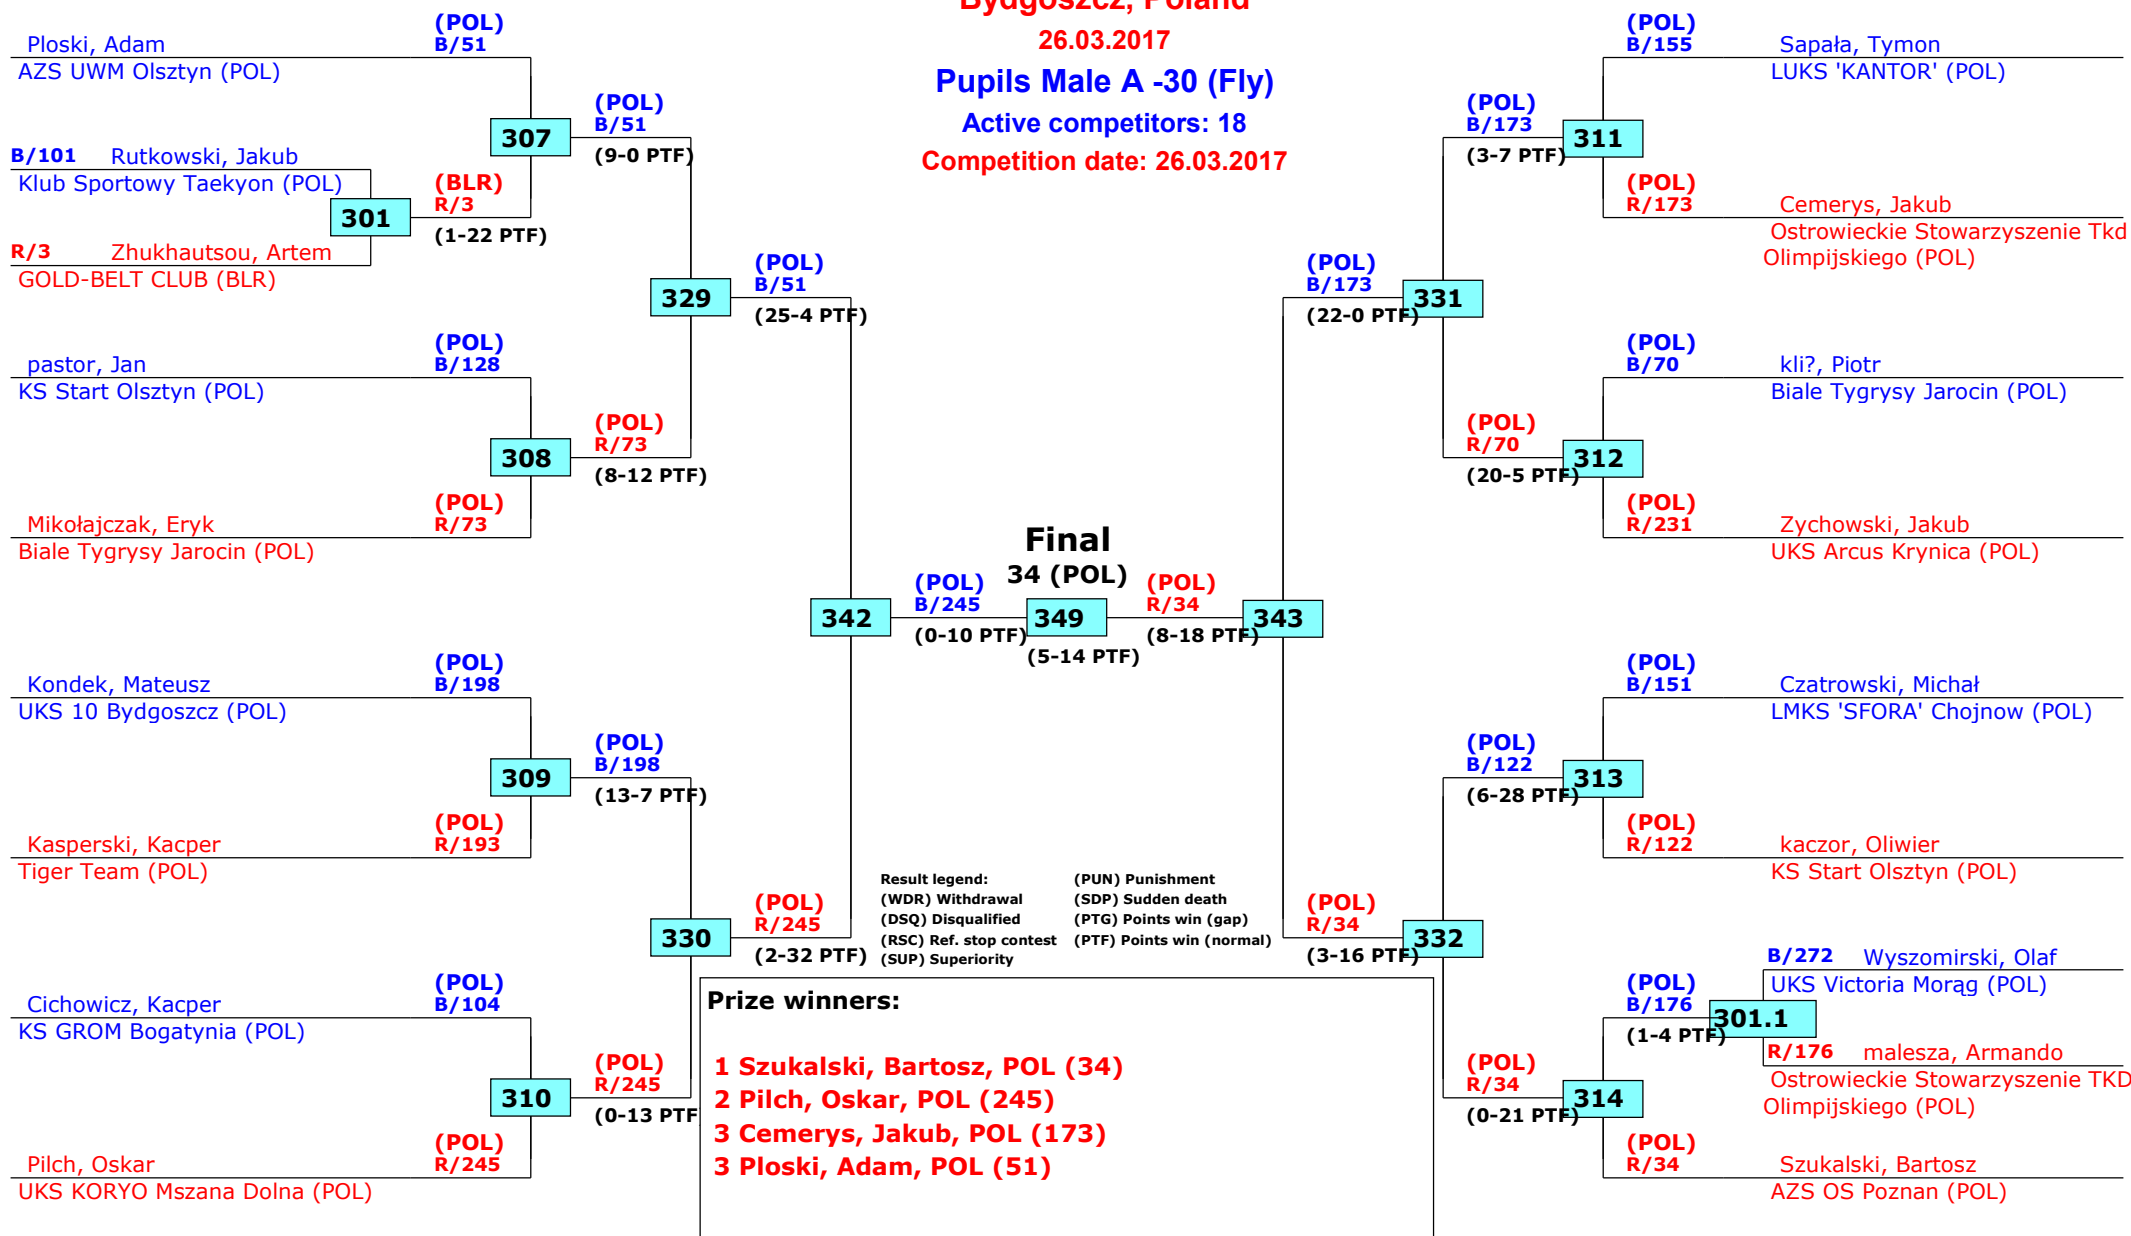 Bydgoszcz, Poland
26.03.2017
Pupils Male A -30 (Fly)
Active competitors: 18
Competition date: 26.03.2017
(POL)
Ploski, Adam B/51
AZS UWM Olsztyn (POL)
307
(POL)
B/51
(9-0 PTF)
B/101 Rutkowski, Jakub
Klub Sportowy Taekyon (POL)
301
(BLR)
R/3
(1-22 PTF)
R/3 Zhukhautsou, Artem
GOLD-BELT CLUB (BLR)
329
(POL)
B/51
(25-4 PTF)
(POL)
pastor, Jan B/128
KS Start Olsztyn (POL)
308
(POL)
R/73
(8-12 PTF)
(POL)
Mikołajczak, Eryk R/73
Biale Tygrysy Jarocin (POL)
342
(POL)
B/245
(0-10 PTF)
Final
34 (POL)
349
(5-14 PTF)
(POL)
R/34
(8-18 PTF)
343
(POL)
Kondek, Mateusz B/198
UKS 10 Bydgoszcz (POL)
309
(POL)
B/198
(13-7 PTF)
(POL)
Kasperski, Kacper R/193
Tiger Team (POL)
330
(POL)
R/245
(2-32 PTF)
(POL)
Cichowicz, Kacper B/104
KS GROM Bogatynia (POL)
310
(POL)
R/245
(0-13 PTF
(POL)
Pilch, Oskar R/245
UKS KORYO Mszana Dolna (POL)
(POL)
B/155 Sapała, Tymon
LUKS 'KANTOR' (POL)
(POL)
B/173
(3-7 PTF)
311
(POL)
R/173 Cemerys, Jakub
Ostrowieckie Stowarzyszenie Tkd
Olimpijskiego (POL)
(POL)
B/173
(22-0 PTF)
331
(POL)
B/70 kli?, Piotr
Biale Tygrysy Jarocin (POL)
(POL)
R/70
(20-5 PTF)
312
(POL)
R/231 Zychowski, Jakub
UKS Arcus Krynica (POL)
(POL)
B/151 Czatrowski, Michał
LMKS 'SFORA' Chojnow (POL)
(POL)
B/122
(6-28 PTF)
313
(POL)
R/122 kaczor, Oliwier
KS Start Olsztyn (POL)
(POL)
R/34
(3-16 PTF)
332
B/272 Wyszomirski, Olaf
UKS Victoria Morąg (POL)
(POL)
B/176
(1-4 PTF)
301.1
R/176 malesza, Armando
Ostrowieckie Stowarzyszenie TKD
Olimpijskiego (POL)
(POL)
R/34
(0-21 PTF)
314
(POL)
R/34 Szukalski, Bartosz
AZS OS Poznan (POL)
Result legend: (PUN) Punishment
(WDR) Withdrawal (SDP) Sudden death
(DSQ) Disqualified (PTG) Points win (gap)
(RSC) Ref. stop contest (PTF) Points win (normal)
(SUP) Superiority
Prize winners:
1 Szukalski, Bartosz, POL (34)
2 Pilch, Oskar, POL (245)
3 Cemerys, Jakub, POL (173)
3 Ploski, Adam, POL (51)